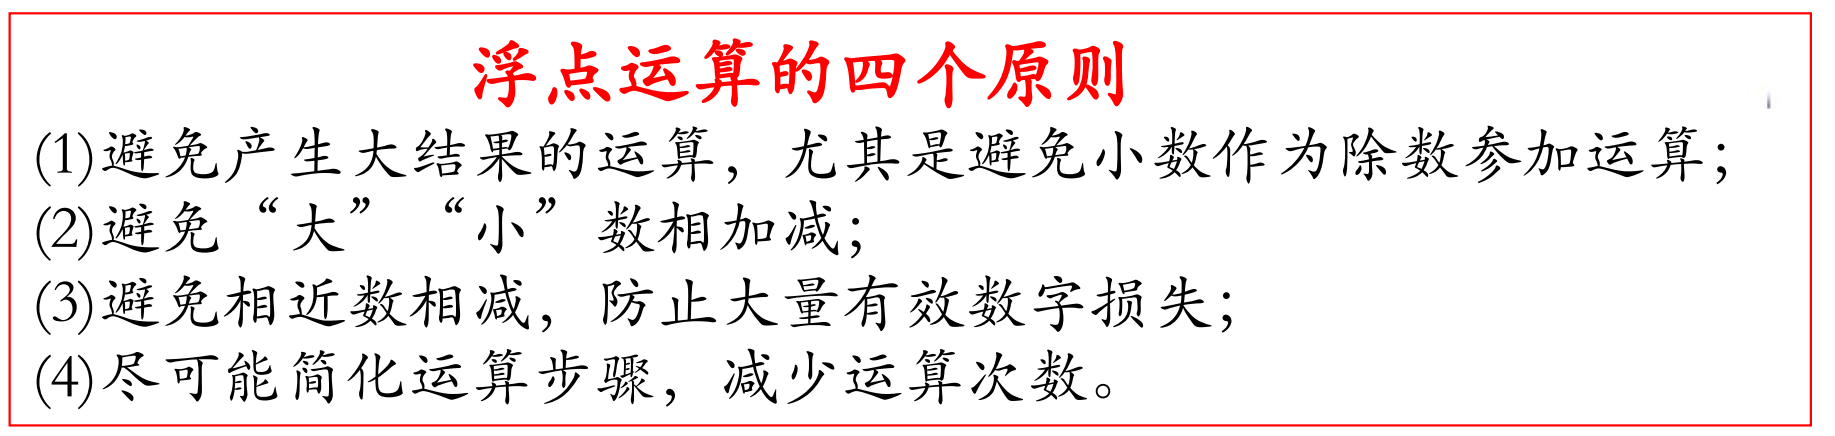 浮点运算的四个原则
(1)避免产生大结果的运算，尤其是避免小数作为除数参加运算；
(2)避免“大”“小”数相加减；
(3)避免相近数相减，防止大量有效数字损失；
(4)尽可能简化运算步骤，减少运算次数。